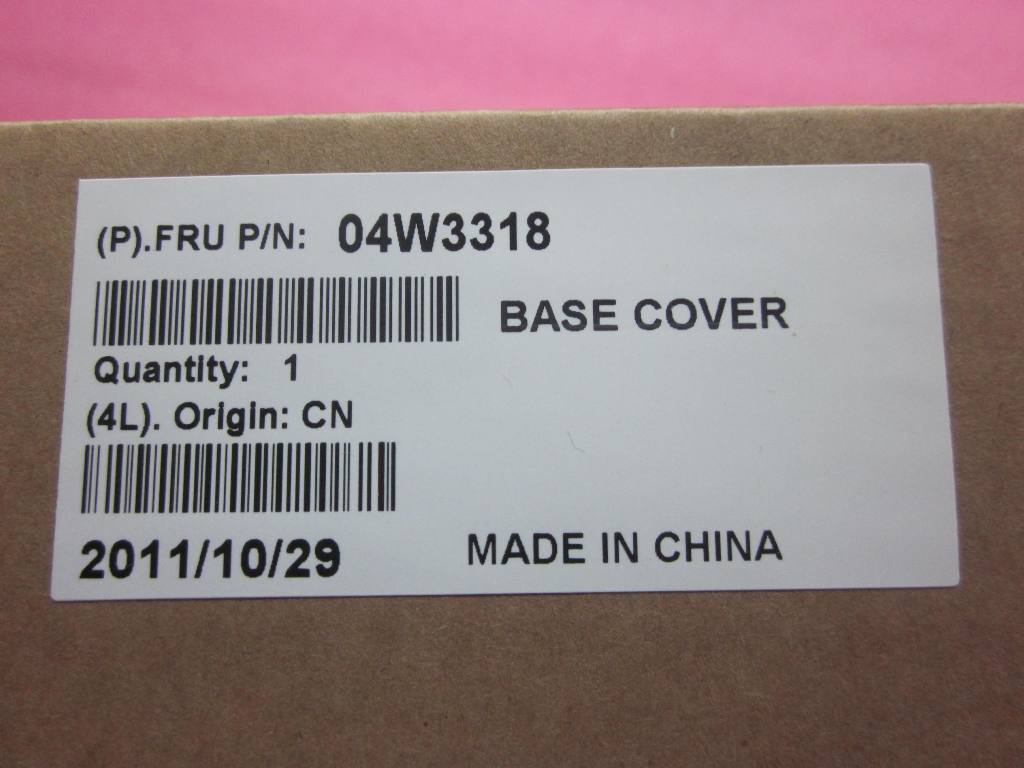 (P).FRU P/N: 04W3318
BASE COVER
Quantity: 1
(4L). Origin: CN
2011/10/29
MADE IN CHINA